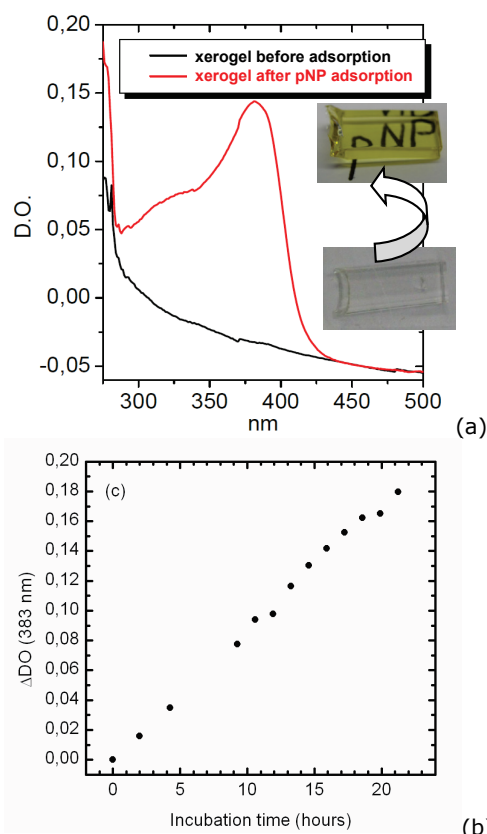 xerogel before adsorption
xerogel after pNP adsorption
0,20
0,15
0,10
0,05
0,00
-0,05
D.O.
PNP
300 350 400 450 500
nm
(a)
(c)
0,20
0,18
0,16
0,14
0,12
0,10
0,08
0,06
0,04
0,02
0,00
ΔDO (383 nm)
0 5 10 15 20
Incubation time (hours)
(b)